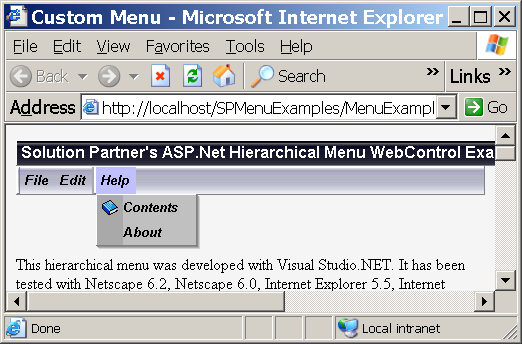 Custom Menu - Microsoft Internet Explorer
File Edit View Favorites Tools Help
Back Search » Links »
Address http://localhost/SPMenuExamples/MenuExampl Go
Solution Partner's ASP.Net Hierarchical Menu WebControl Exa
File Edit Help
Contents
About
This hierarchical menu was developed with Visual Studio.NET. It has been
tested with Netscape 6.2, Netscape 6.0, Internet Explorer 5.5, Internet
Done Local intranet